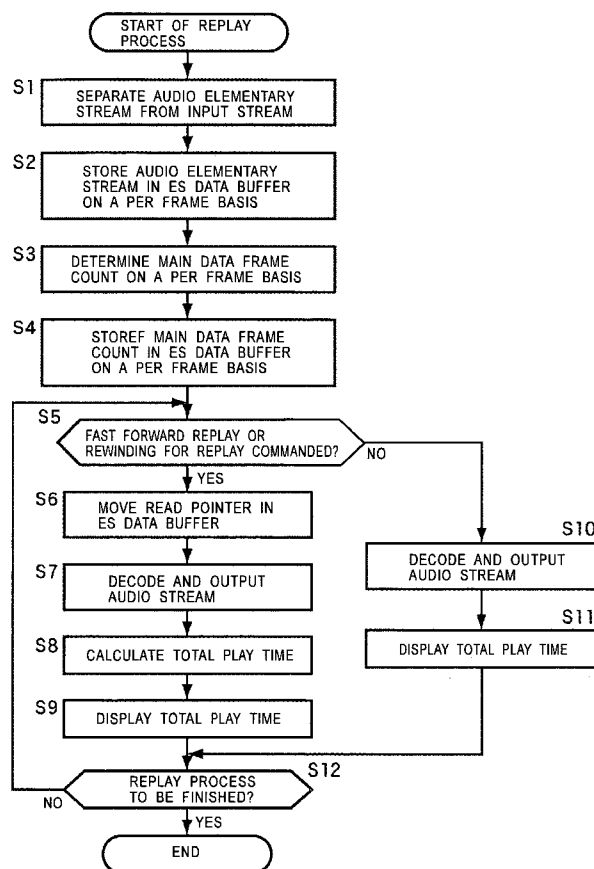 START OF REPLAY
PROCESS
S1
SEPARATE AUDIO ELEMENTARY
STREAM FROM INPUT STREAM
S2
STORE AUDIO ELEMENTARY
STREAM IN ES DATA BUFFER
ON A PER FRAME BASIS
S3
DETERMINE MAIN DATA FRAME
COUNT ON A PER FRAME BASIS
S4
STOREF MAIN DATA FRAME
COUNT IN ES DATA BUFFER
ON A PER FRAME BASIS
S5
FAST FORWARD REPLAY OR
REWINDING FOR REPLAY COMMANDED?
NO
YES
S6
MOVE READ POINTER IN
ES DATA BUFFER
S7
DECODE AND OUTPUT
AUDIO STREAM
S8
CALCULATE TOTAL PLAY TIME
S9
DISPLAY TOTAL PLAY TIME
S10
DECODE AND OUTPUT
AUDIO STREAM
S11
DISPLAY TOTAL PLAY TIME
S12
REPLAY PROCESS
TO BE FINISHED?
NO
YES
END